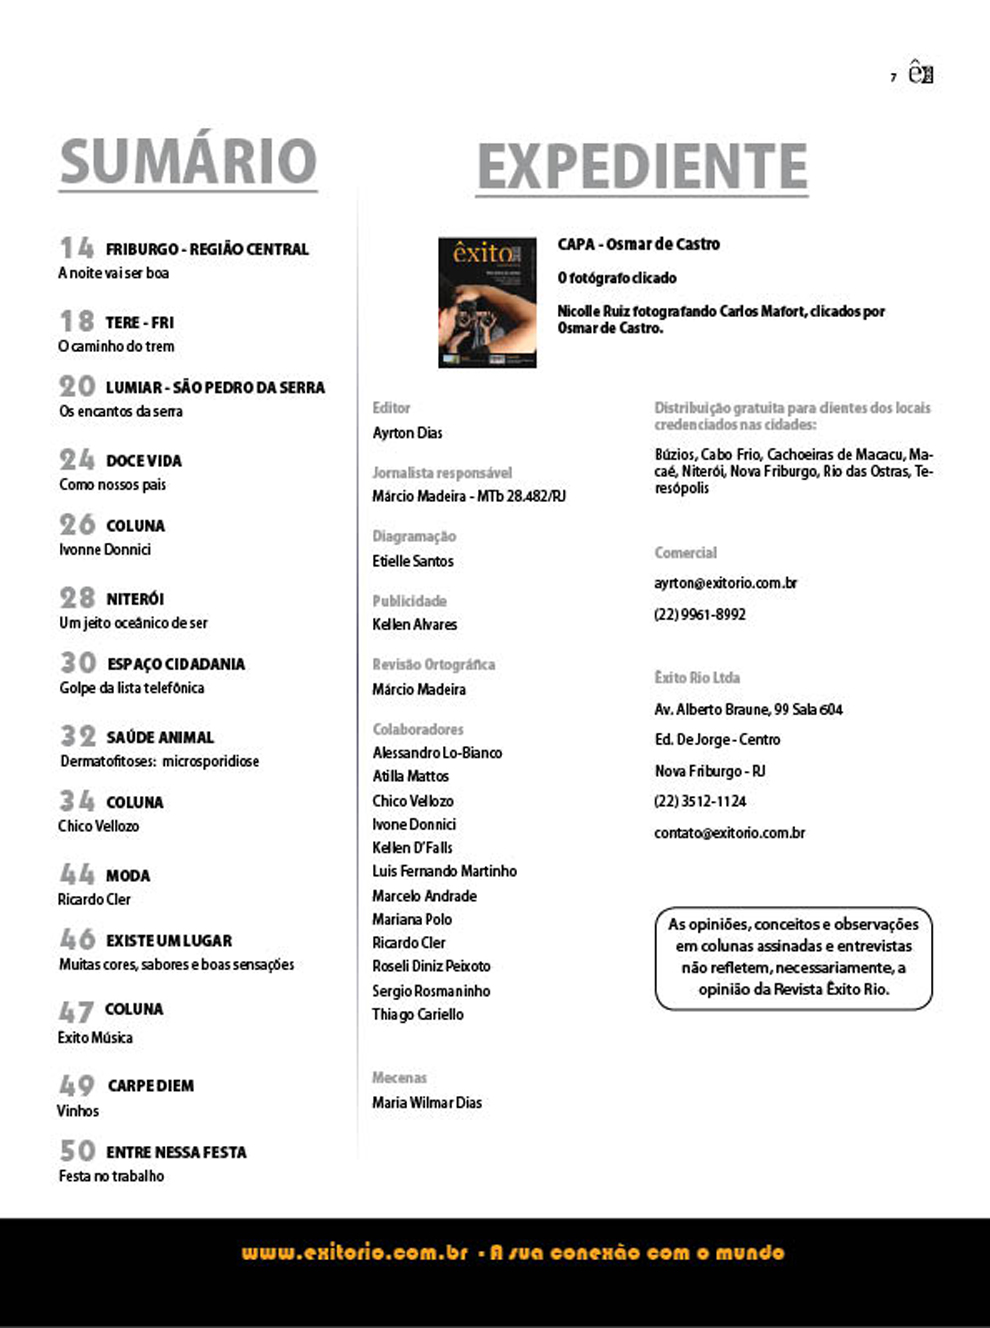 7 ê
SUMÁRIO
14 FRIBURGO - REGIÃO CENTRAL
A noite vai ser boa
18 TERE - FRI
O caminho do trem
20 LUMIAR - SÃO PEDRO DA SERRA
Os encantos da serra
24 DOCE VIDA
Como nossos pais
26 COLUNA
Ivonne Donnici
28 NITERÓI
Um jeito oceânico de ser
30 ESPAÇO CIDADANIA
Golpe da lista telefônica
32 SAÚDE ANIMAL
Dermatofitoses: microsporidiose
34 COLUNA
Chico Vellozo
44 MODA
Ricardo Cler
46 EXISTE UM LUGAR
Muitas cores, sabores e boas sensações
47 COLUNA
Exito Música
49 CARPE DIEM
Vinhos
50 ENTRE NESSA FESTA
Festa no trabalho
EXPEDIENTE
êxito
CAPA - Osmar de Castro
O fotógrafo clicado
Nicolle Ruiz fotografando Carlos Mafort, clicados por
Osmar de Castro.
Editor
Ayrton Dias
Jornalista responsável
Márcio Madeira - MTb 28.482/RJ
Diagramação
Etielle Santos
Publicidade
Kellen Alvares
Revisão Ortográfica
Márcio Madeira
Colaboradores
Alessandro Lo-Bianco
Atilla Mattos
Chico Vellozo
Ivone Donnici
Kellen D'Falls
Luis Fernando Martinho
Marcelo Andrade
Mariana Polo
Ricardo Cler
Roseli Diniz Peixoto
Sergio Rosmaninho
Thiago Cariello
Mecenas
Maria Wilmar Dias
Distribuição gratuita para clientes dos locais
credenciados nas cidades:
Búzios, Cabo Frio, Cachoeiras de Macacu, Ma-
caé, Niterói, Nova Friburgo, Rio das Ostras, Te-
resópolis
Comercial
ayrton@exitorio.com.br
(22) 9961-8992
Êxito Rio Ltda
Av. Alberto Braune, 99 Sala 604
Ed. De Jorge - Centro
Nova Friburgo - RJ
(22) 3512-1124
contato@exitorio.com.br
As opiniões, conceitos e observações
em colunas assinadas e entrevistas
não refletem, necessariamente, a
opinião da Revista Êxito Rio.
www.exitorio.com.br - A sua conexão com o mundo